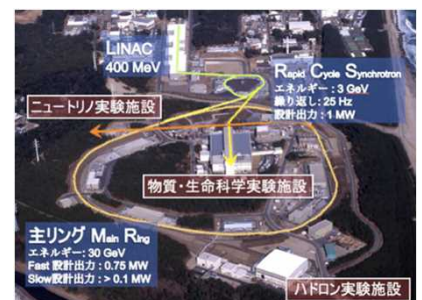 LINAC
400 MeV
Rapid Cycle Synchrotron
エネルギー : 3 GeV
繰り返し: 25 Hz
設計出力 : 1 MW
ニュートリノ実験施設
物質・生命科学実験施設
主リング Main Ring
エネルギー: 30 GeV
Fast 設計出力 : 0.75 MW
Slow設計出力 : > 0.1 MW
ハドロン実験施設